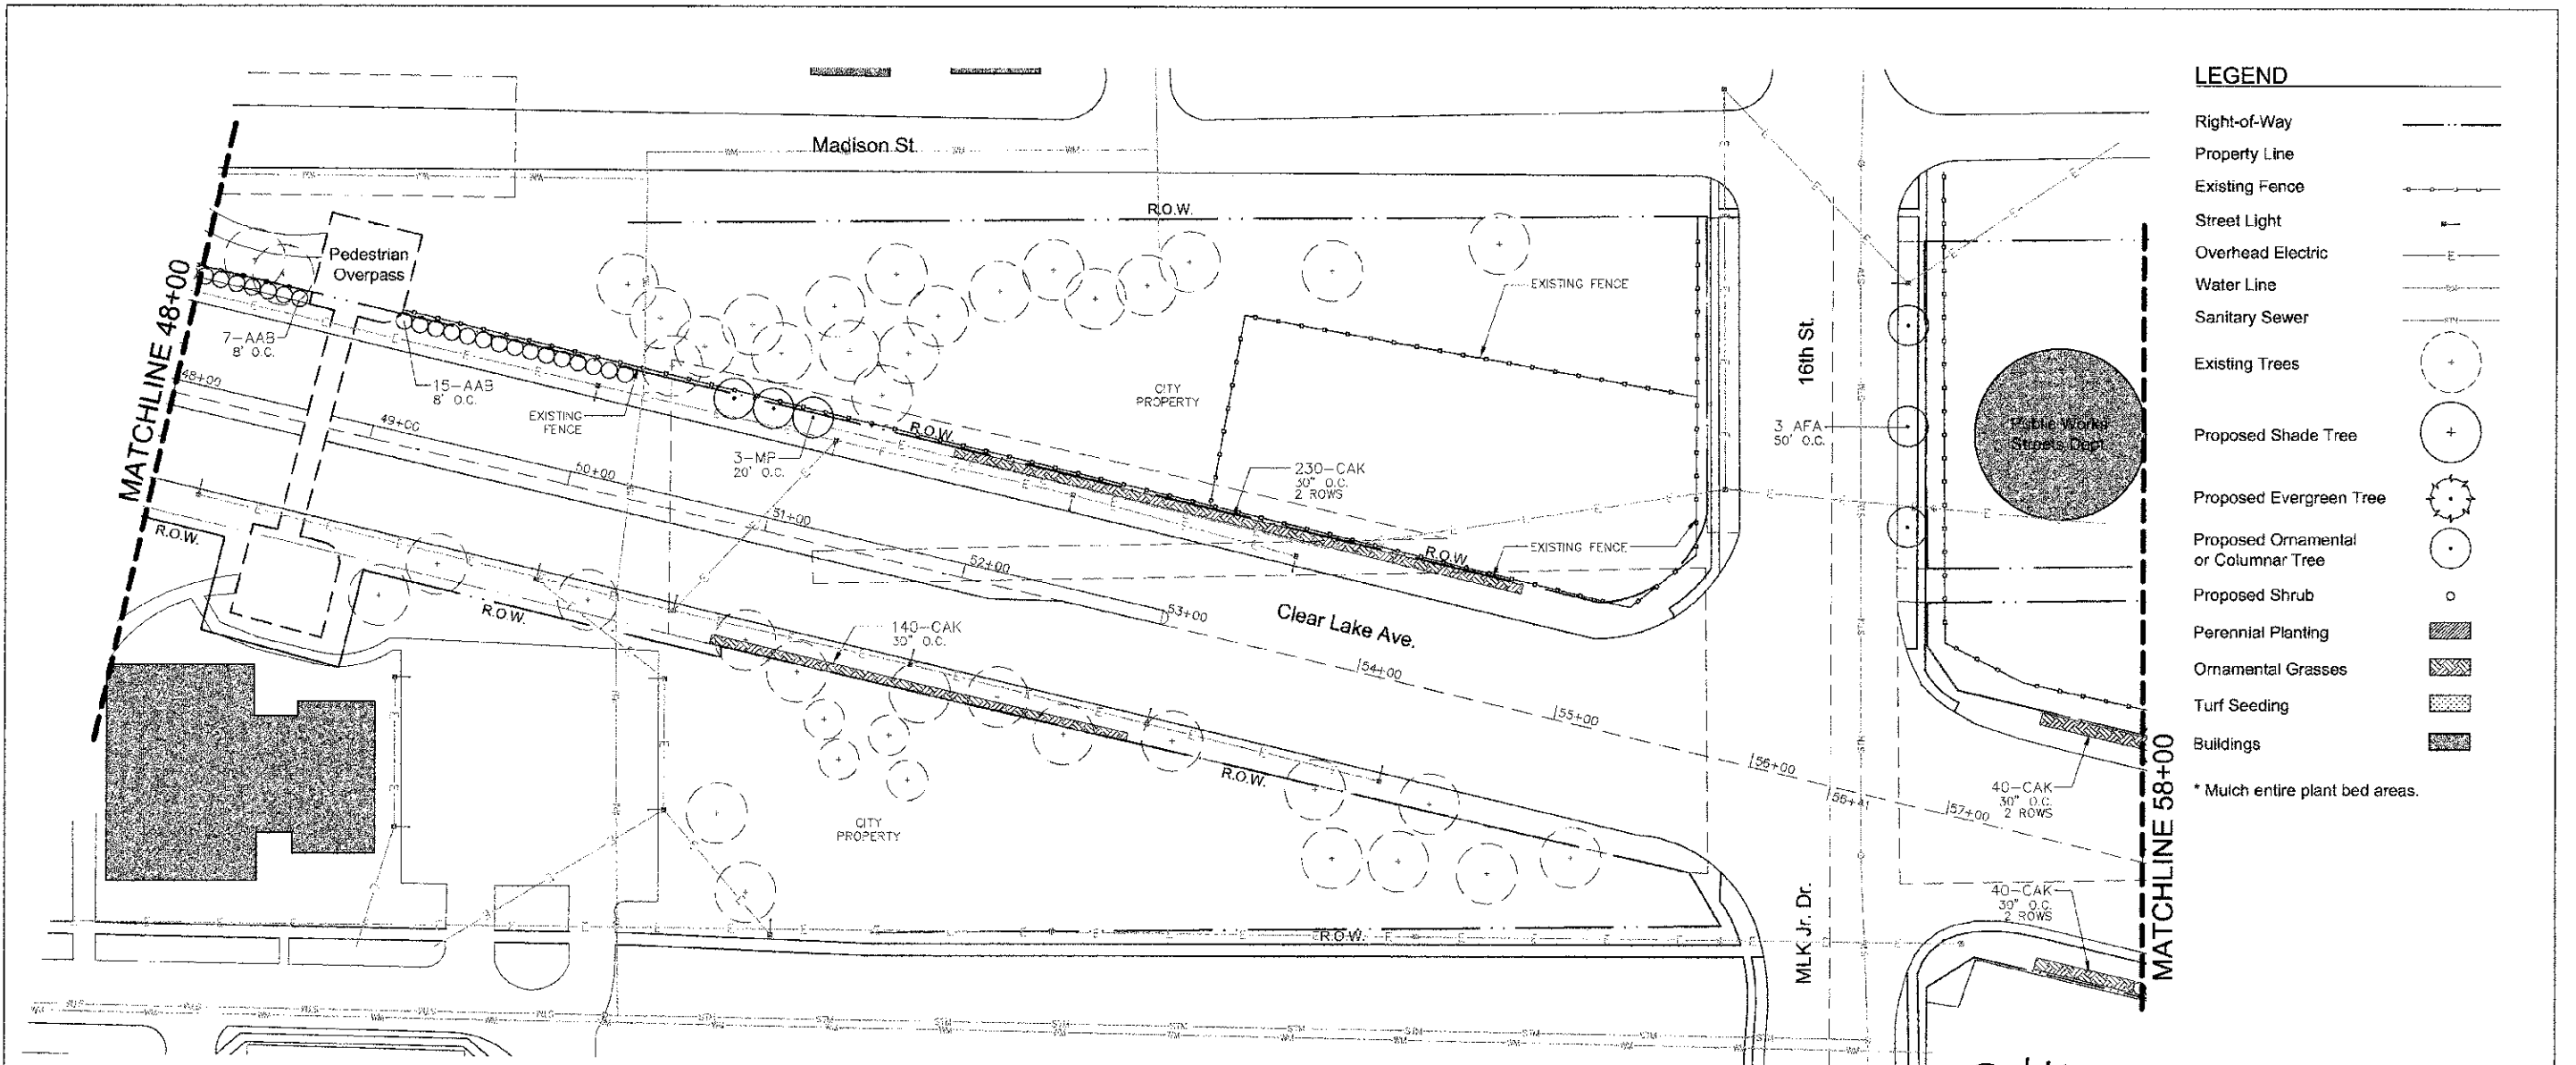 Madison St.
R.O.W.
Pedestrian
Overpass
MATCHLINE 48+00
7-AAB
8' O.C.
15-AAB
8' O.C.
EXISTING
FENCE
EXISTING FENCE
CITY
PROPERTY
3-MP
20' O.C.
R.O.W.
230-CAK
30" O.C.
2 ROWS
R.O.W.
EXISTING FENCE
16th St.
3 AFA
50' O.C.
Public Works
Streets Dept
48+00
49+00
50+00
51+00
52+00
53+00
54+00
55+00
56+00
56+41
57+00
Clear Lake Ave.
R.O.W.
R.O.W.
140-CAK
30" O.C.
R.O.W.
CITY
PROPERTY
R.O.W.
MLK Jr. Dr.
40-CAK
30" O.C.
2 ROWS
40-CAK
30" O.C.
2 ROWS
MATCHLINE 58+00
LEGEND
Right-of-Way
Property Line
Existing Fence
Street Light
Overhead Electric
E
Water Line
WM
Sanitary Sewer
STM
Existing Trees
Proposed Shade Tree
Proposed Evergreen Tree
Proposed Ornamental
or Columnar Tree
Proposed Shrub
Perennial Planting
Ornamental Grasses
Turf Seeding
Buildings
* Mulch entire plant bed areas.